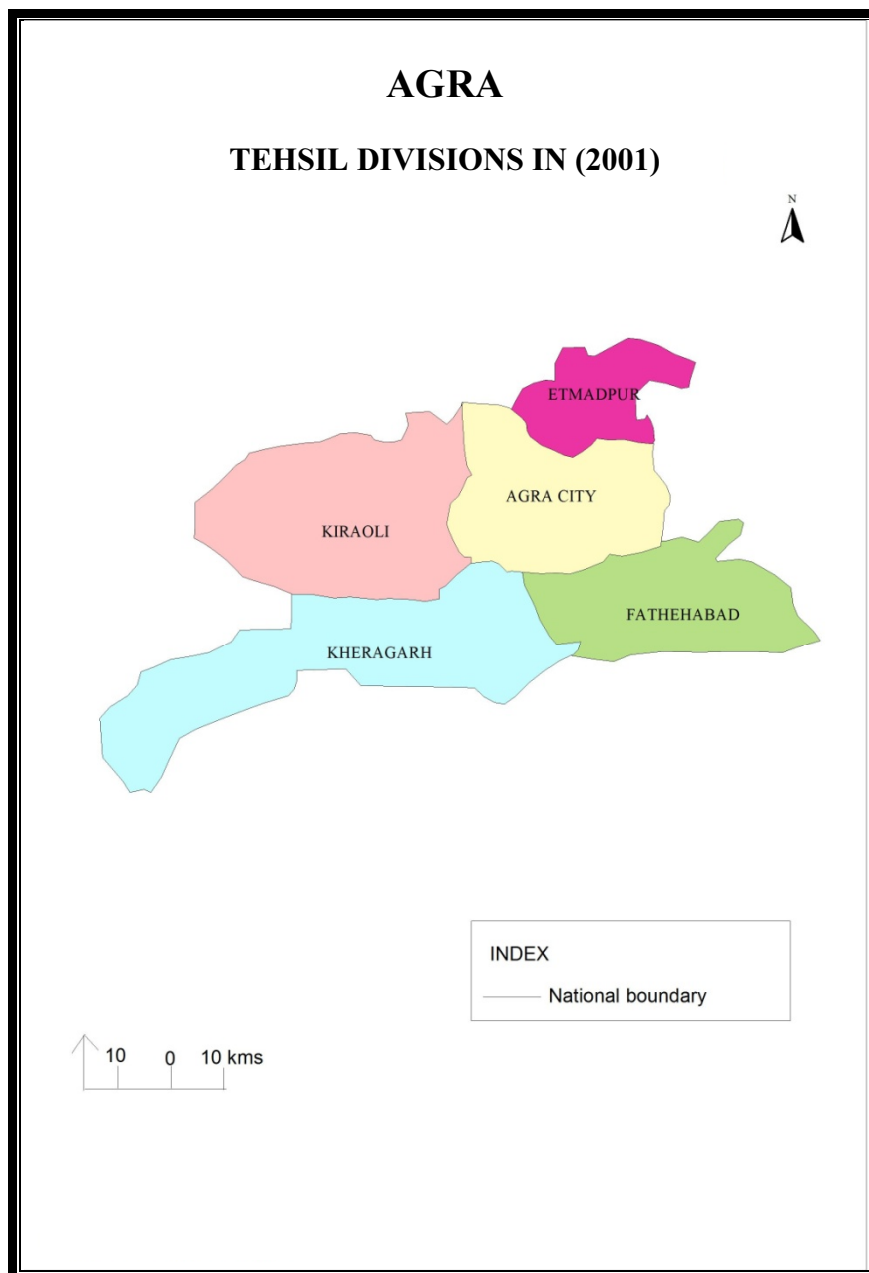 AGRA
TEHSIL DIVISIONS IN (2001)
N
ETMADPUR
AGRA CITY
KIRAOLI
FATHEHABAD
KHERAGARH
INDEX
National boundary
10 0 10 kms